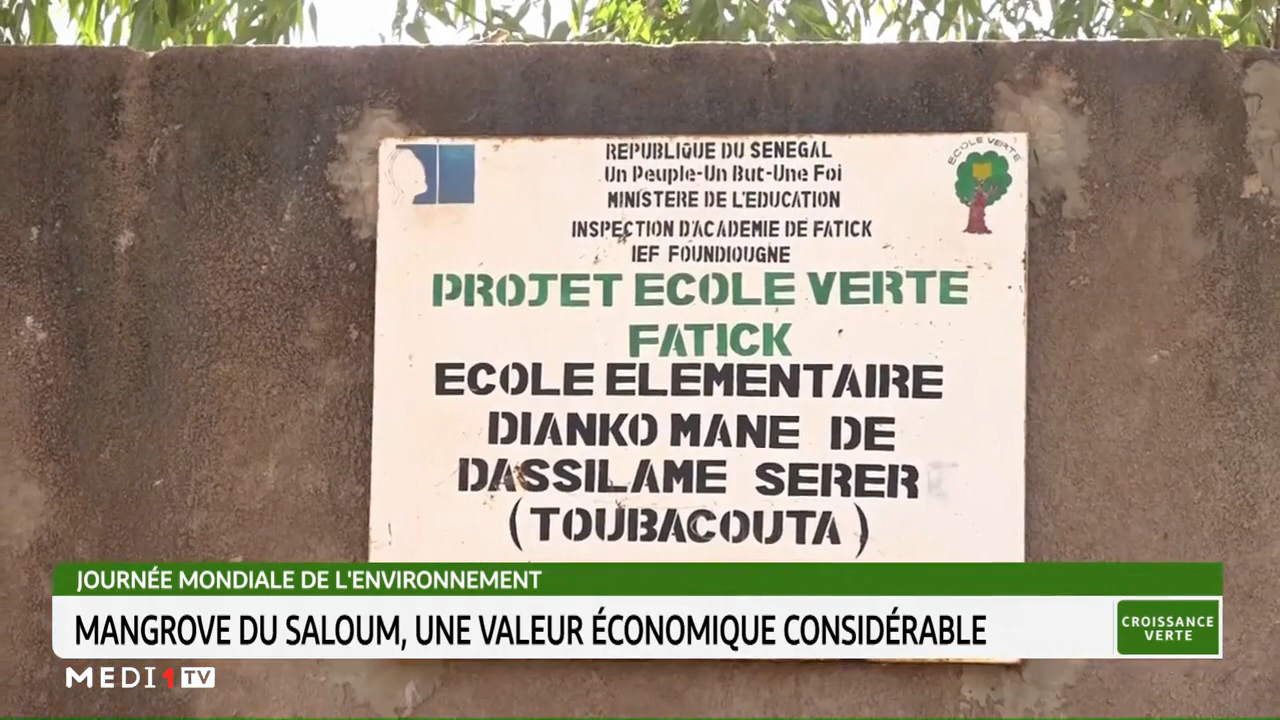 REPUBLIQUE DU SENEGAL
Un Peuple-Un But-Une Foi
MINISTERE DE L'EDUCATION
INSPECTION D'ACADEMIE DE FATICK
IEF FOUNDIOUGNE
ECOLE VERTE
PROJET ECOLE VERTE
FATICK
ECOLE ELEMENTAIRE
DIANKO MANE DE
DASSILAME SERER
(TOUBACOUTA)
JOURNÉE MONDIALE DE L'ENVIRONNEMENT
MANGROVE DU SALOUM, UNE VALEUR ÉCONOMIQUE CONSIDÉRABLE
CROISSANCE
VERTE
MEDI1 TV